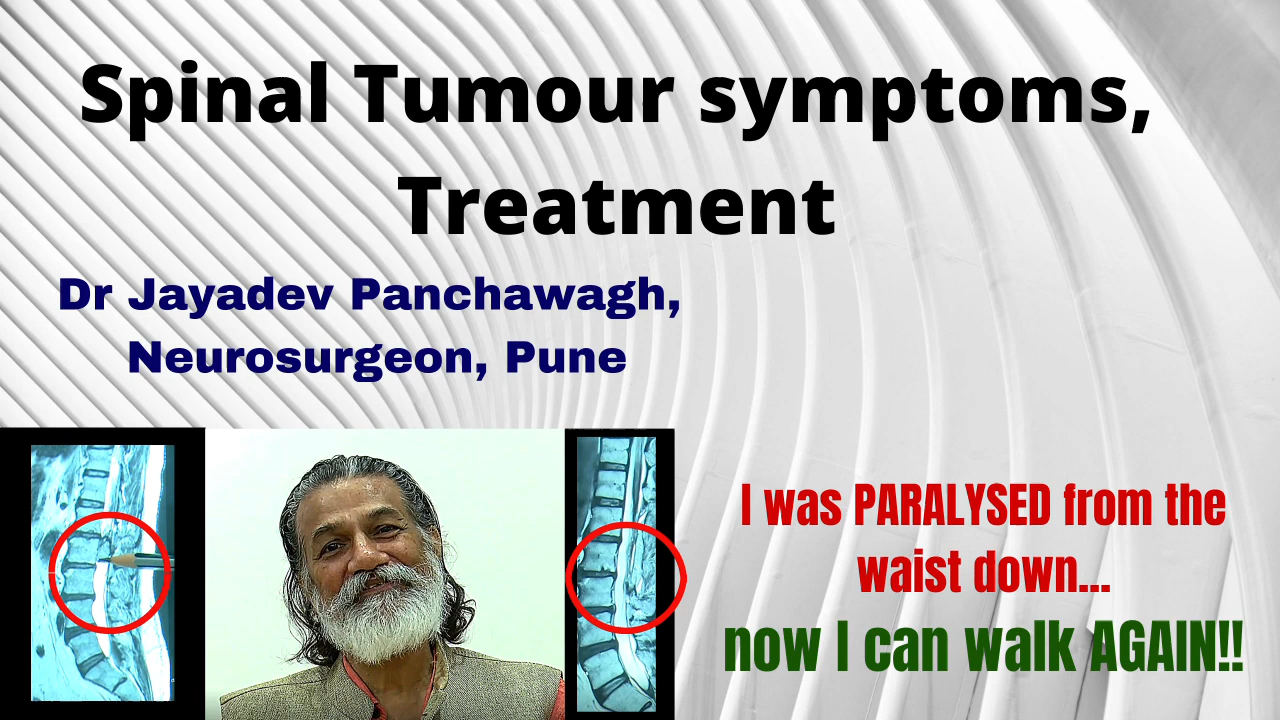 Spinal Tumour symptoms,
Treatment
Dr Jayadev Panchawagh,
Neurosurgeon, Pune
I was PARALYSED from the
waist down...
now I can walk AGAIN!!